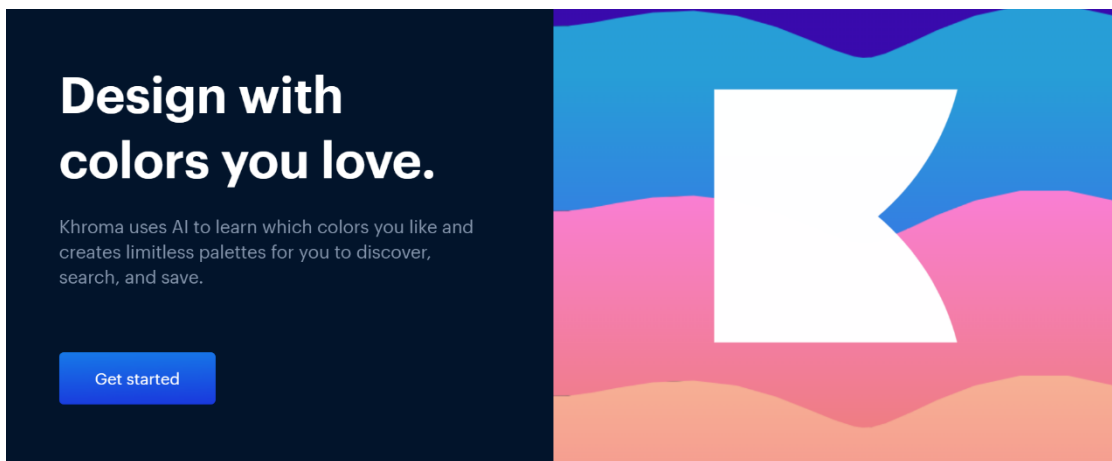 Design with
colors you love.
Khroma uses AI to learn which colors you like and
creates limitless palettes for you to discover,
search, and save.
Get started